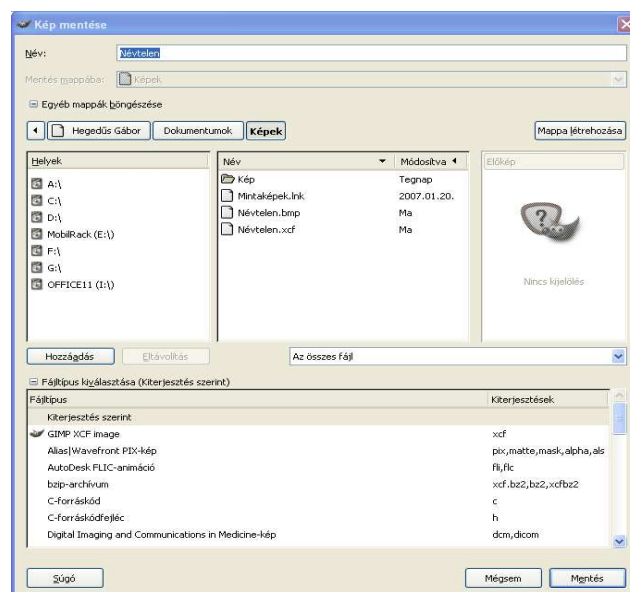 Kép mentése
Név: Névtelen
Mentés mappába: Képek
Egyéb mappák böngészése
Hegedűs Gábor Dokumentumok Képek Mappa létrehozása
Helyek Név Módosítva Előkép
A:\ Kép Tegnap
C:\ Mintaképek.lnk 2007.01.20.
D:\ Névtelen.bmp Ma
MobilRack (E:\) Névtelen.xcf Ma
F:\
G:\
OFFICE11 (I:\) Nincs kijelölés
Hozzáadás Eltávolítás Az összes fájl
Fájltípus kiválasztása (Kiterjesztés szerint)
Fájltípus Kiterjesztések
Kiterjesztés szerint
GIMP XCF image xcf
Alias|Wavefront PIX-kép pix,matte,mask,alpha,als
AutoDesk FLIC-animáció fli,flc
bzip-archívum xcf.bz2,bz2,xcfbz2
C-forráskód c
C-forráskódfejléc h
Digital Imaging and Communications in Medicine-kép dcm,dicom
Súgó Mégsem Mentés